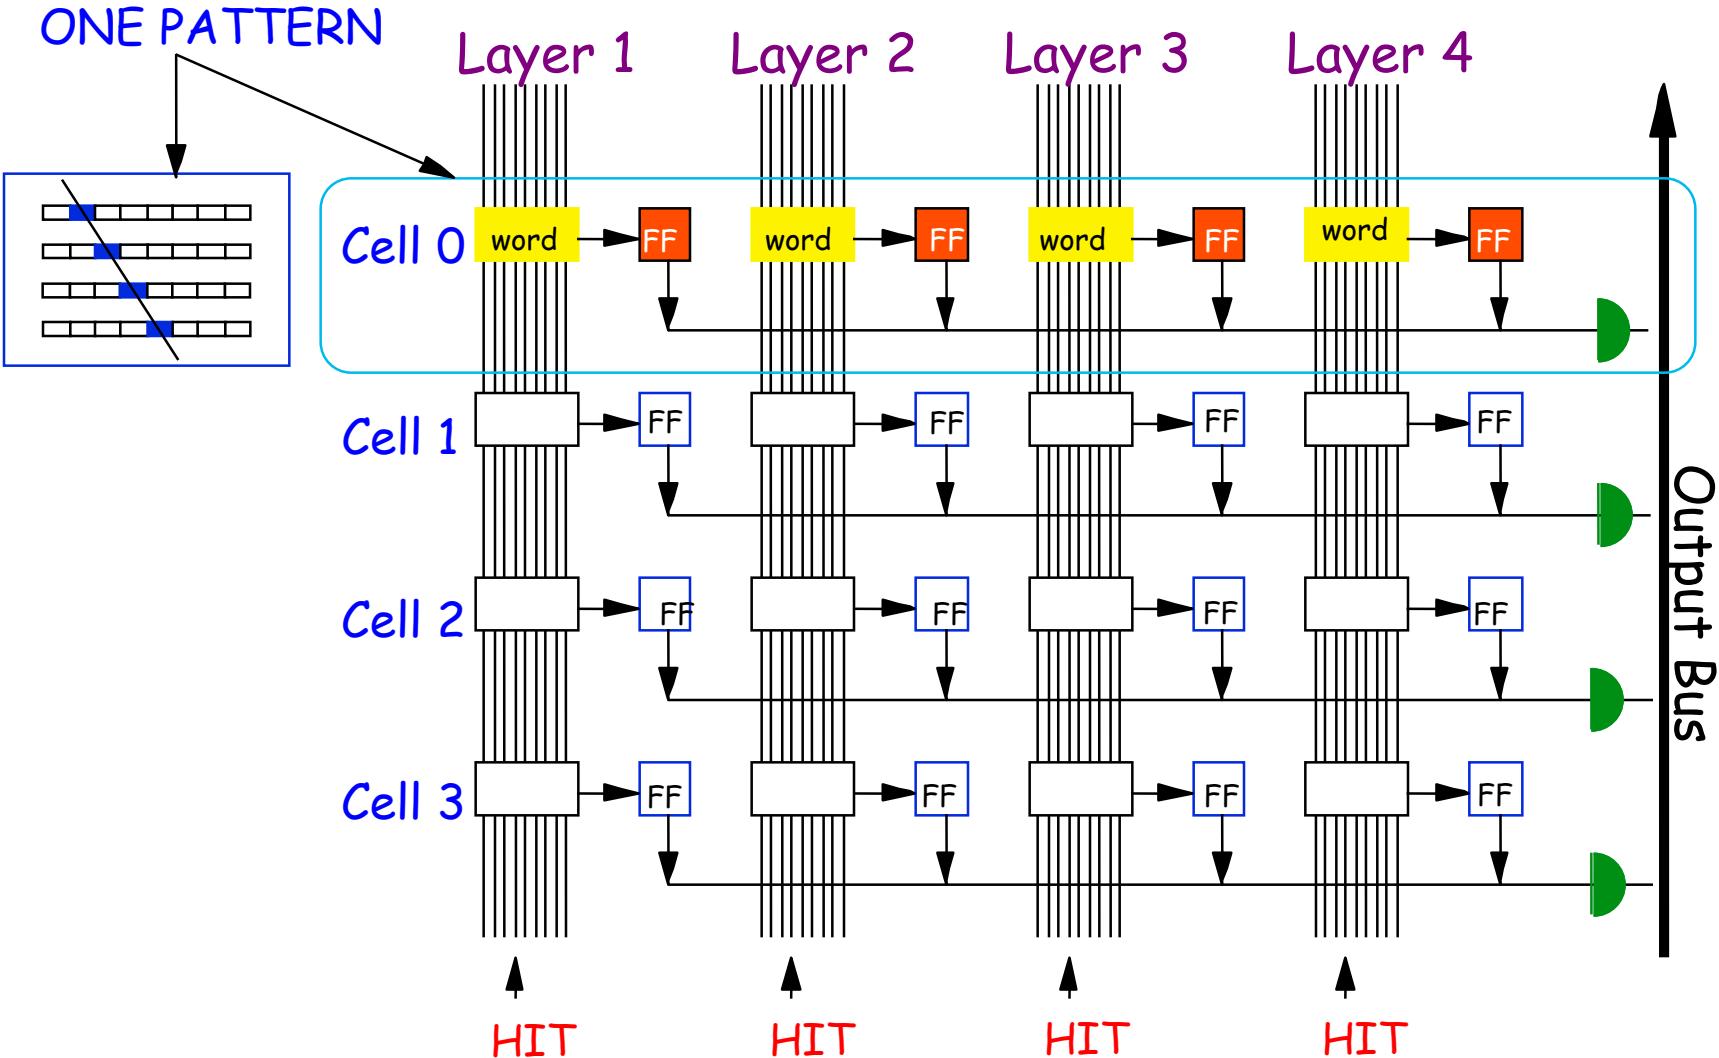 ONE PATTERN
Layer 1 Layer 2 Layer 3 Layer 4
Cell 0 word FF word FF word FF word FF
Cell 1 FF FF FF FF
Cell 2 FF FF FF FF
Cell 3 FF FF FF FF
Output Bus
HIT HIT HIT HIT